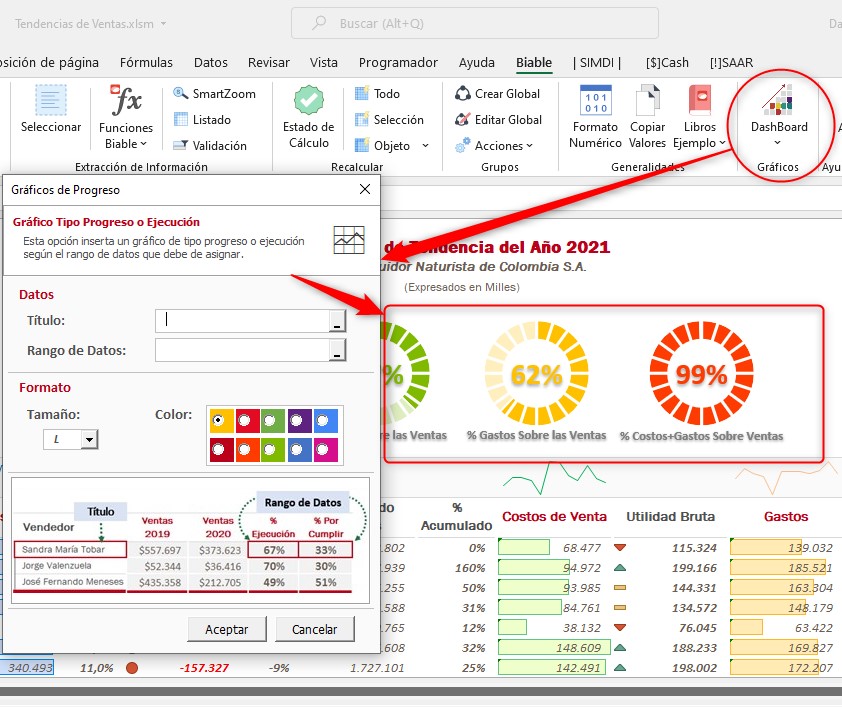 Tendencias de Ventas.xlsm
Buscar (Alt+Q)
Da
osición de página Fórmulas Datos Revisar Vista Programador Ayuda Biable | SIMDI | [$]Cash [!]SAAR
Seleccionar
fx
Funciones
Biable
SmartZoom
Listado
Validación
Extracción de Información
Estado de
Cálculo
Todo
Selección
Objeto
Recalcular
Crear Global
Editar Global
Acciones
Grupos
101
010
Formato
Numérico
Copiar
Valores
Libros
Ejemplo
Generalidades
DashBoard
Gráficos
Ayu
Gráficos de Progreso
Gráfico Tipo Progreso o Ejecución
Esta opción inserta un gráfico de tipo progreso o ejecución
según el rango de datos que debe de asignar.
Datos
Título:
Rango de Datos:
Formato
Tamaño:
L
Color:
Título
Rango de Datos
Vendedor Ventas 2019 Ventas 2020 % Ejecución % Por Cumplir
Sandra María Tobar $557.697 $373.623 67% 33%
Jorge Valenzuela $52.344 $36.416 70% 30%
José Fernando Meneses $435.358 $212.705 49% 51%
Aceptar Cancelar
de Tendencia del Año 2021
uidor Naturista de Colombia S.A.
(Expresados en Milles)
% 62% 99%
re las Ventas % Gastos Sobre las Ventas % Costos+Gastos Sobre Ventas
do % Acumulado Costos de Venta Utilidad Bruta Gastos
.802 0% 68.477 115.324 139.032
.939 160% 94.972 199.166 185.521
.255 50% 93.985 144.331 163.304
.588 31% 84.761 134.572 148.179
.765 12% 38.132 76.045 63.422
.608 32% 148.609 188.233 169.827
340.493 11,0% -157.327 -9% 1.727.101 25% 142.491 198.002 172.207